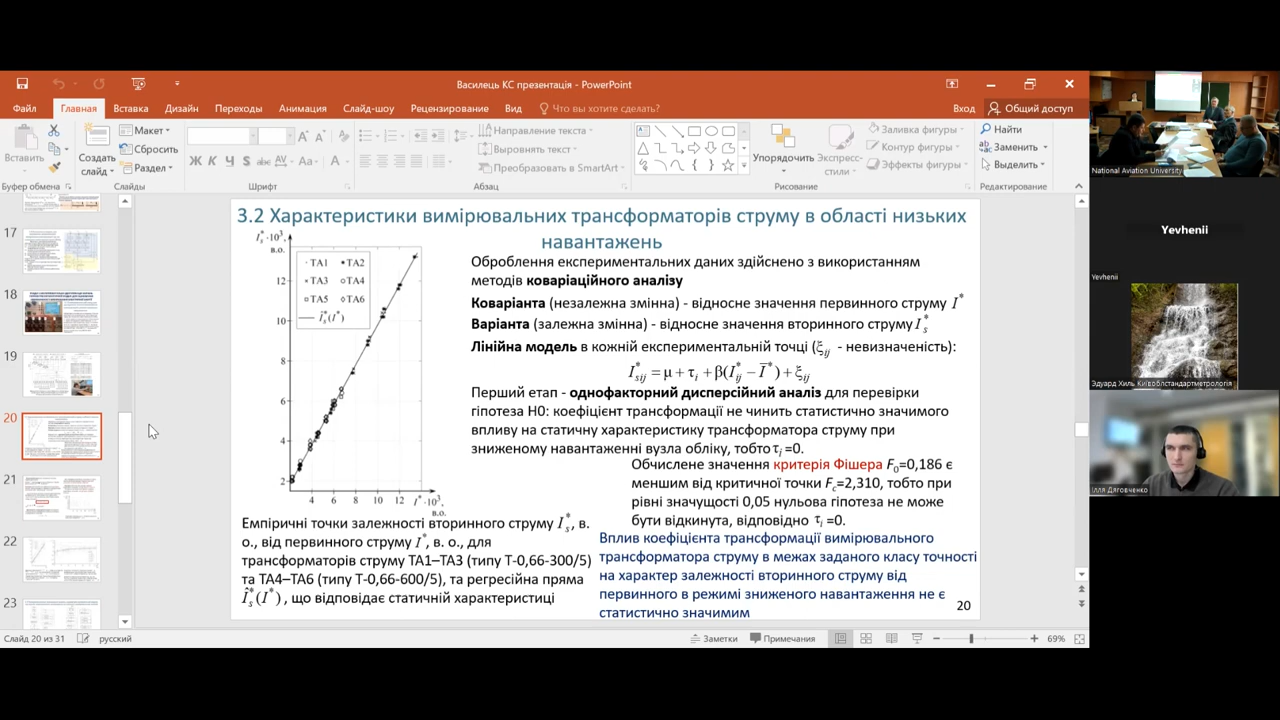 Василець КС презентація - PowerPoint
Файл
Главная
Вставка
Дизайн
Переходы
Анимация
Слайд-шоу
Рецензирование
Вид
Что вы хотите сделать?
Вход
Общий доступ
Вставить
Буфер обмена
Создать слайд
Макет
Сбросить
Раздел
Слайды
Ж К Ч S abc AV Aa A
Шрифт
Направление текста
Выровнять текст
Преобразовать в SmartArt
Абзац
Упорядочить
Экспресс-стили
Заливка фигуры
Контур фигуры
Эффекты фигуры
Рисование
Найти
Заменить
Выделить
Редактирование
17
18
19
20
21
22
23
3.2 Характеристики вимірювальних трансформаторів струму в області низьких
навантажень
I*s·10³,
в.о.
TA1 TA2
TA3 TA4
TA5 TA6
Î*s(I*)
12
10
8
6
4
2
4 6 8 10 12 I*·10³,
в.о.
Оброблення експериментальних даних здійснено з використанням
методів коваріаційного аналізу
Коваріанта (незалежна змінна) - відносне значення первинного струму I*
Варіанта (залежна змінна) - відносне значення вторинного струму I*s
Лінійна модель в кожній експериментальній точці (ξij - невизначеність):
I*sij = μ + τi + β(I*ij − Ī*) + ξij
Перший етап - однофакторний дисперсійний аналіз для перевірки
гіпотеза H0: коефіцієнт трансформації не чинить статистично значимого
впливу на статичну характеристику трансформатора струму при
зниженому навантаженні вузла обліку, тобто τi =0.
Обчислене значення критерія Фішера F0=0,186 є
меншим від критичної точки Fc=2,310, тобто при
рівні значущості 0,05 нульова гіпотеза не може
бути відкинута, відповідно τi =0.
Емпіричні точки залежності вторинного струму I*s, в.
о., від первинного струму I*, в. о., для
трансформаторів струму ТА1–ТА3 (типу Т-0,66-300/5)
та ТА4–ТА6 (типу Т-0,66-600/5), та регресійна пряма
Î*s(I*) , що відповідає статичній характеристиці
Вплив коефіцієнта трансформації вимірювального
трансформатора струму в межах заданого класу точності
на характер залежності вторинного струму від
первинного в режимі зниженого навантаження не є
статистично значимим
20
Слайд 20 из 31
русский
Заметки
Примечания
69%
National Aviation University
Yevhenii
Yevhenii
Эдуард Хиль Київоблстандартметрологія
Ілля Дяговченко